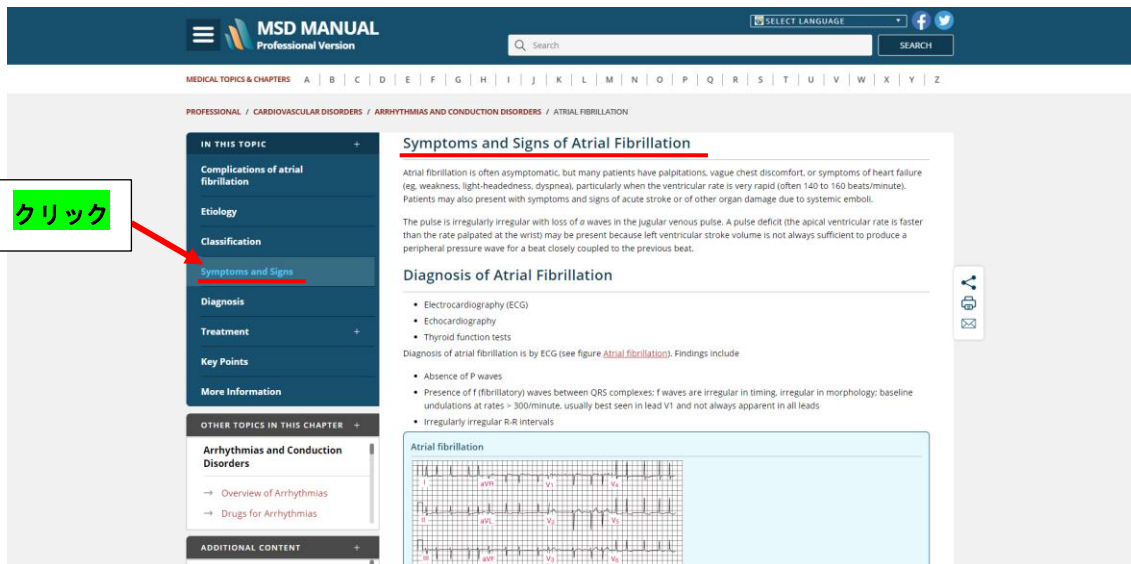 MSD MANUAL
Professional Version
SELECT LANGUAGE
Search
SEARCH
MEDICAL TOPICS & CHAPTERS A | B | C | D | E | F | G | H | I | J | K | L | M | N | O | P | Q | R | S | T | U | V | W | X | Y | Z
PROFESSIONAL / CARDIOVASCULAR DISORDERS / ARRHYTHMIAS AND CONDUCTION DISORDERS / ATRIAL FIBRILLATION
クリック
IN THIS TOPIC +
Complications of atrial
fibrillation
Etiology
Classification
Symptoms and Signs
Diagnosis
Treatment +
Key Points
More Information
OTHER TOPICS IN THIS CHAPTER +
Arrhythmias and Conduction
Disorders
→ Overview of Arrhythmias
→ Drugs for Arrhythmias
ADDITIONAL CONTENT +
Symptoms and Signs of Atrial Fibrillation
Atrial fibrillation is often asymptomatic, but many patients have palpitations, vague chest discomfort, or symptoms of heart failure
(eg, weakness, light-headedness, dyspnea), particularly when the ventricular rate is very rapid (often 140 to 160 beats/minute).
Patients may also present with symptoms and signs of acute stroke or of other organ damage due to systemic emboli.
The pulse is irregularly irregular with loss of a waves in the jugular venous pulse. A pulse deficit (the apical ventricular rate is faster
than the rate palpated at the wrist) may be present because left ventricular stroke volume is not always sufficient to produce a
peripheral pressure wave for a beat closely coupled to the previous beat.
Diagnosis of Atrial Fibrillation
• Electrocardiography (ECG)
• Echocardiography
• Thyroid function tests
Diagnosis of atrial fibrillation is by ECG (see figure Atrial fibrillation). Findings include
• Absence of P waves
• Presence of f (fibrillatory) waves between QRS complexes; f waves are irregular in timing, irregular in morphology; baseline
undulations at rates > 300/minute, usually best seen in lead V1 and not always apparent in all leads
• Irregularly irregular R-R intervals
Atrial fibrillation
I aVR V1 V4
II aVL V2 V5
III aVF V3 V6